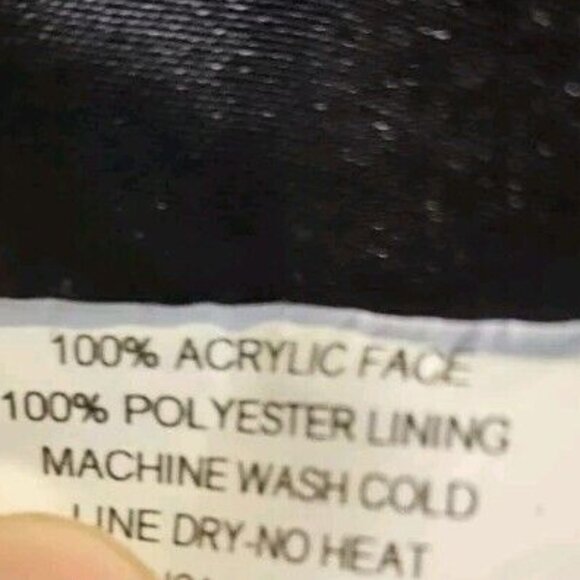 100% ACRYLIC FACE
100% POLYESTER LINING
MACHINE WASH COLD
LINE DRY-NO HEAT